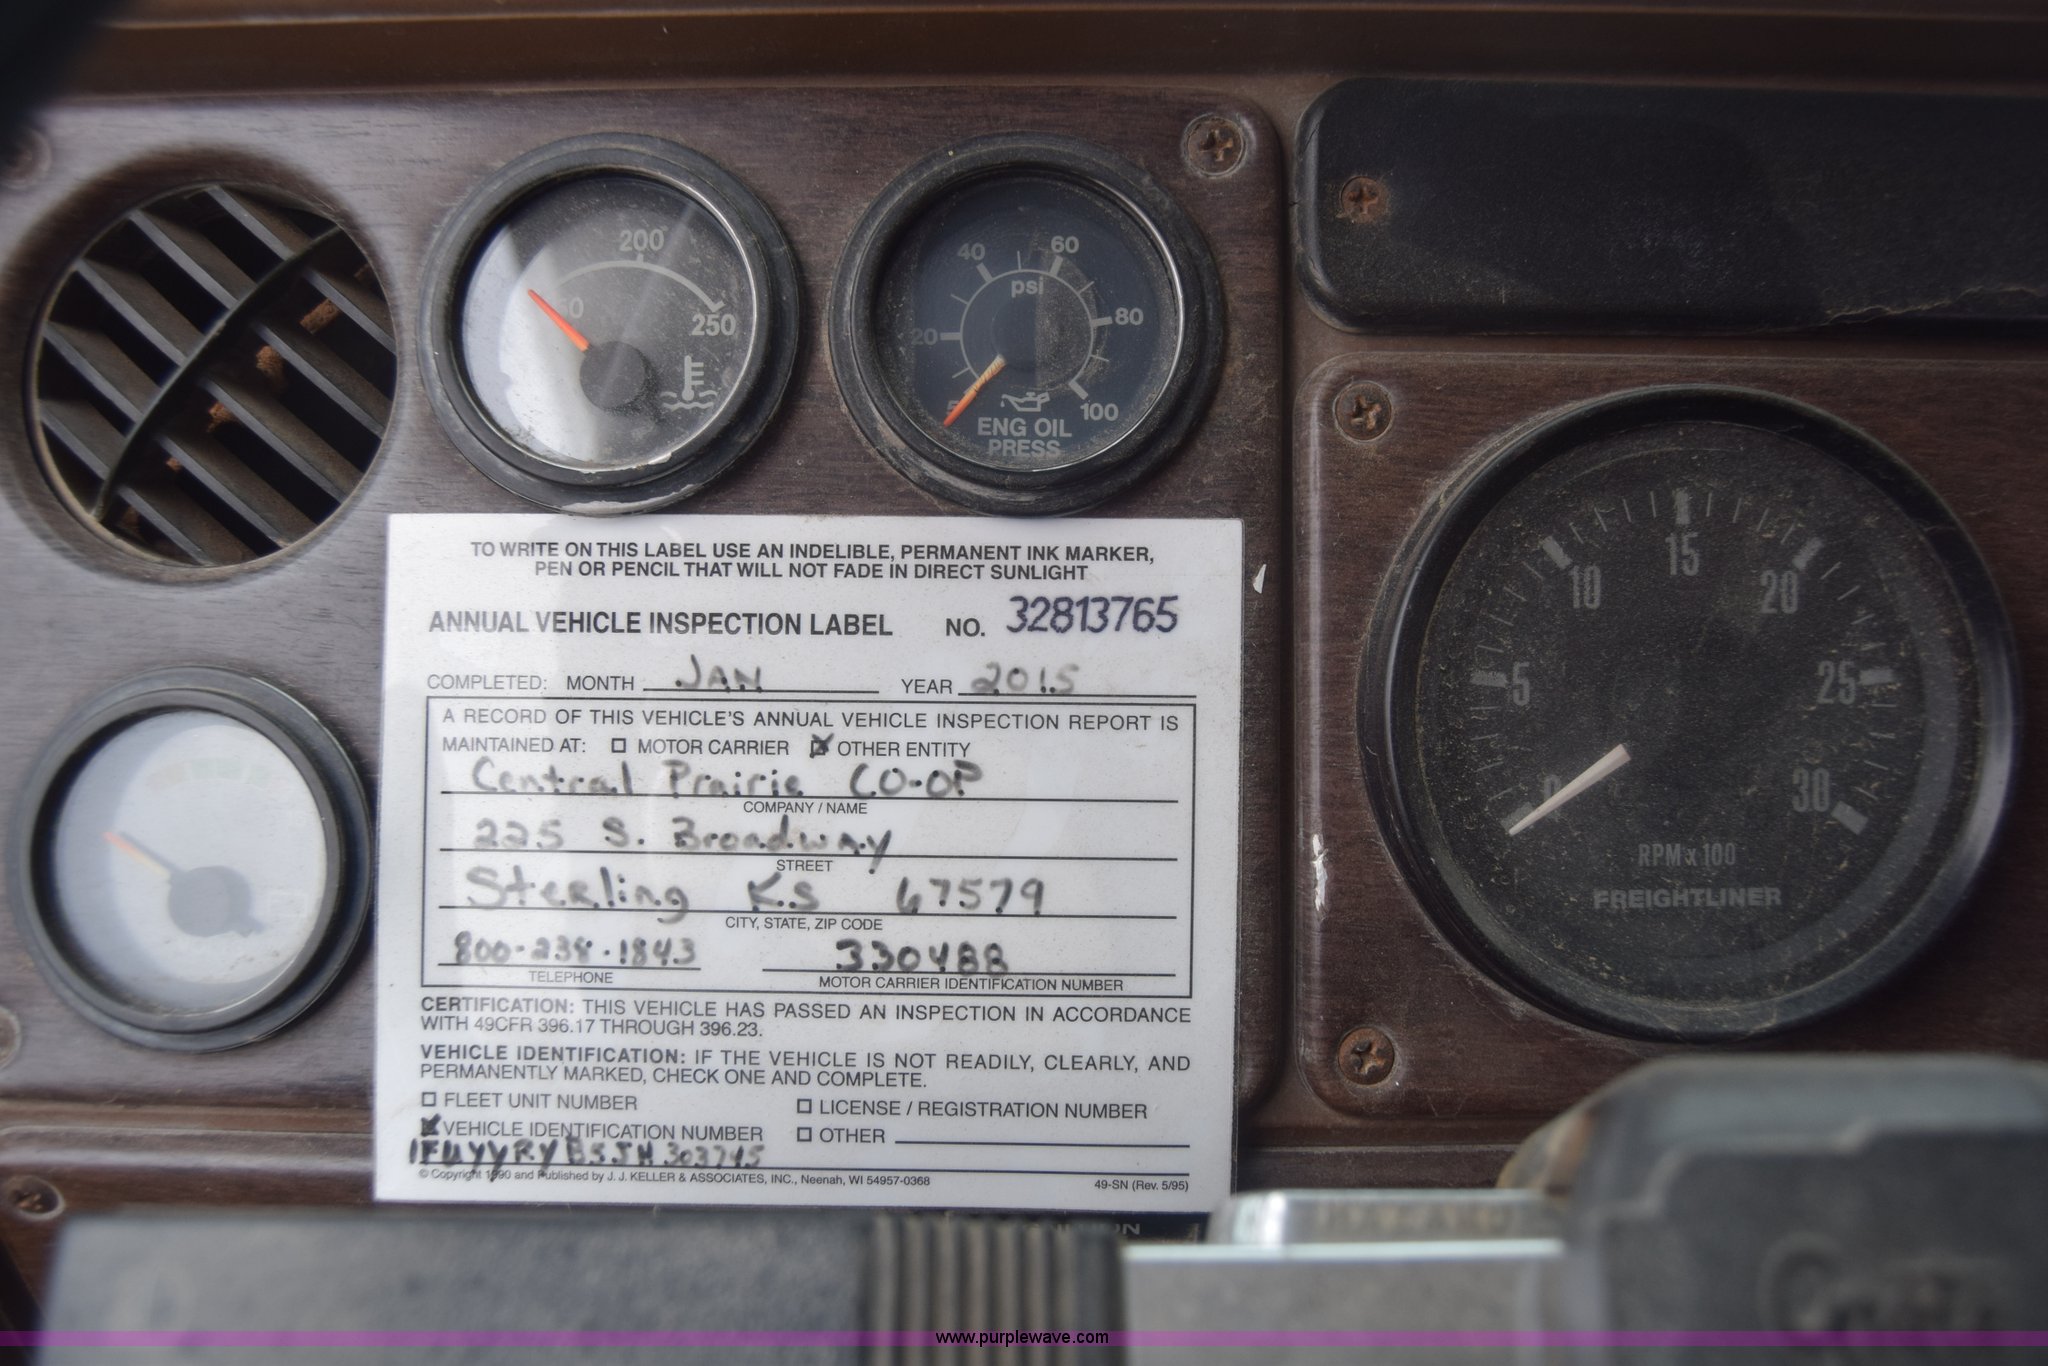 200
250
40
60
psi
20
80
5
100
ENG OIL
PRESS
TO WRITE ON THIS LABEL USE AN INDELIBLE, PERMANENT INK MARKER,
PEN OR PENCIL THAT WILL NOT FADE IN DIRECT SUNLIGHT
ANNUAL VEHICLE INSPECTION LABEL NO. 32813765
COMPLETED: MONTH JAN YEAR 2015
A RECORD OF THIS VEHICLE'S ANNUAL VEHICLE INSPECTION REPORT IS
MAINTAINED AT: MOTOR CARRIER OTHER ENTITY
Central Prairie CO-OP
COMPANY / NAME
225 S. Broadway
STREET
Sterling Ks 67579
CITY, STATE, ZIP CODE
800-238-1843 330488
TELEPHONE MOTOR CARRIER IDENTIFICATION NUMBER
CERTIFICATION: THIS VEHICLE HAS PASSED AN INSPECTION IN ACCORDANCE
WITH 49CFR 396.17 THROUGH 396.23.
VEHICLE IDENTIFICATION: IF THE VEHICLE IS NOT READILY, CLEARLY, AND
PERMANENTLY MARKED, CHECK ONE AND COMPLETE.
FLEET UNIT NUMBER LICENSE / REGISTRATION NUMBER
VEHICLE IDENTIFICATION NUMBER OTHER
1FUYYRYB5JH303745
© Copyright 1990 and Published by J. J. KELLER & ASSOCIATES, INC., Neenah, WI 54957-0368 49-SN (Rev. 5/95)
0
5
10
15
20
25
30
RPM x 100
FREIGHTLINER
www.purplewave.com